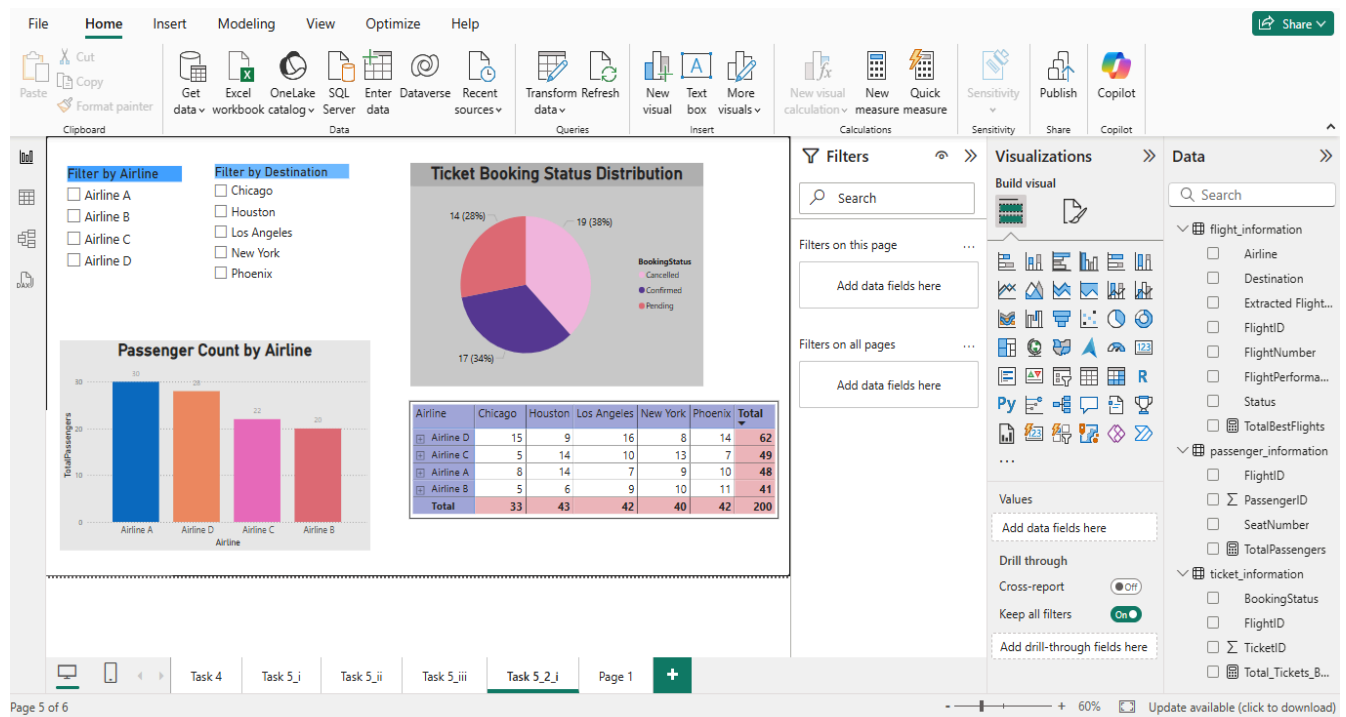 File Home Insert Modeling View Optimize Help Share
Paste
Cut
Copy
Format painter
Get data
Excel workbook
OneLake catalog
SQL Server
Enter data
Dataverse
Recent sources
Transform data
Refresh
New visual
Text box
More visuals
New visual calculation
New measure
Quick measure
Sensitivity
Publish
Copilot
Clipboard Data Queries Insert Calculations Sensitivity Share Copilot
Filter by Airline
Airline A
Airline B
Airline C
Airline D
Filter by Destination
Chicago
Houston
Los Angeles
New York
Phoenix
Ticket Booking Status Distribution
14 (28%)
19 (38%)
17 (34%)
BookingStatus
Cancelled
Confirmed
Pending
Passenger Count by Airline
TotalPassengers
30
20
10
0
30
28
22
20
Airline A Airline D Airline C Airline B
Airline
Airline Chicago Houston Los Angeles New York Phoenix Total
Airline D 15 9 16 8 14 62
Airline C 5 14 10 13 7 49
Airline A 8 14 7 9 10 48
Airline B 5 6 9 10 11 41
Total 33 43 42 40 42 200
Filters
Search
Filters on this page ...
Add data fields here
Filters on all pages ...
Add data fields here
Visualizations
Build visual
123
R
Py
...
Values
Add data fields here
Drill through
Cross-report Off
Keep all filters On
Add drill-through fields here
Data
Search
flight_information
Airline
Destination
Extracted Flight...
FlightID
FlightNumber
FlightPerforma...
Status
TotalBestFlights
passenger_information
FlightID
PassengerID
SeatNumber
TotalPassengers
ticket_information
BookingStatus
FlightID
TicketID
Total_Tickets_B...
Task 4 Task 5_i Task 5_ii Task 5_iii Task 5_2_i Page 1 +
Page 5 of 6 - + 60% Update available (click to download)